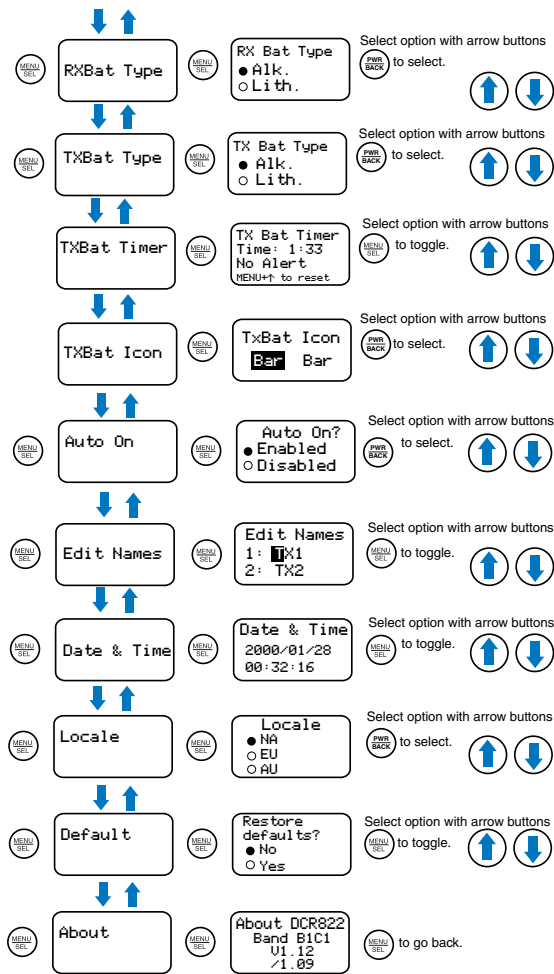 MENU
SEL
RXBat Type
MENU
SEL
RX Bat Type
Alk.
Lith.
Select option with arrow buttons
PWR
BACK
to select.
MENU
SEL
TXBat Type
MENU
SEL
TX Bat Type
Alk.
Lith.
Select option with arrow buttons
PWR
BACK
to select.
TXBat Timer
MENU
SEL
TX Bat Timer
Time: 1:33
No Alert
MENU+↑ to reset
Select option with arrow buttons
MENU
SEL
to toggle.
TXBat Icon
MENU
SEL
TxBat Icon
Bar Bar
Select option with arrow buttons
PWR
BACK
to select.
MENU
SEL
Auto On
MENU
SEL
Auto On?
Enabled
Disabled
Select option with arrow buttons
PWR
BACK
to select.
MENU
SEL
Edit Names
MENU
SEL
Edit Names
1: TX1
2: TX2
Select option with arrow buttons
MENU
SEL
to toggle.
MENU
SEL
Date & Time
MENU
SEL
Date & Time
2000/01/28
00:32:16
Select option with arrow buttons
MENU
SEL
to toggle.
MENU
SEL
Locale
MENU
SEL
Locale
NA
EU
AU
Select option with arrow buttons
PWR
BACK
to select.
MENU
SEL
Default
MENU
SEL
Restore
defaults?
No
Yes
Select option with arrow buttons
MENU
SEL
to toggle.
MENU
SEL
About
MENU
SEL
About DCR822
Band B1C1
V1.12
/1.09
MENU
SEL
to go back.